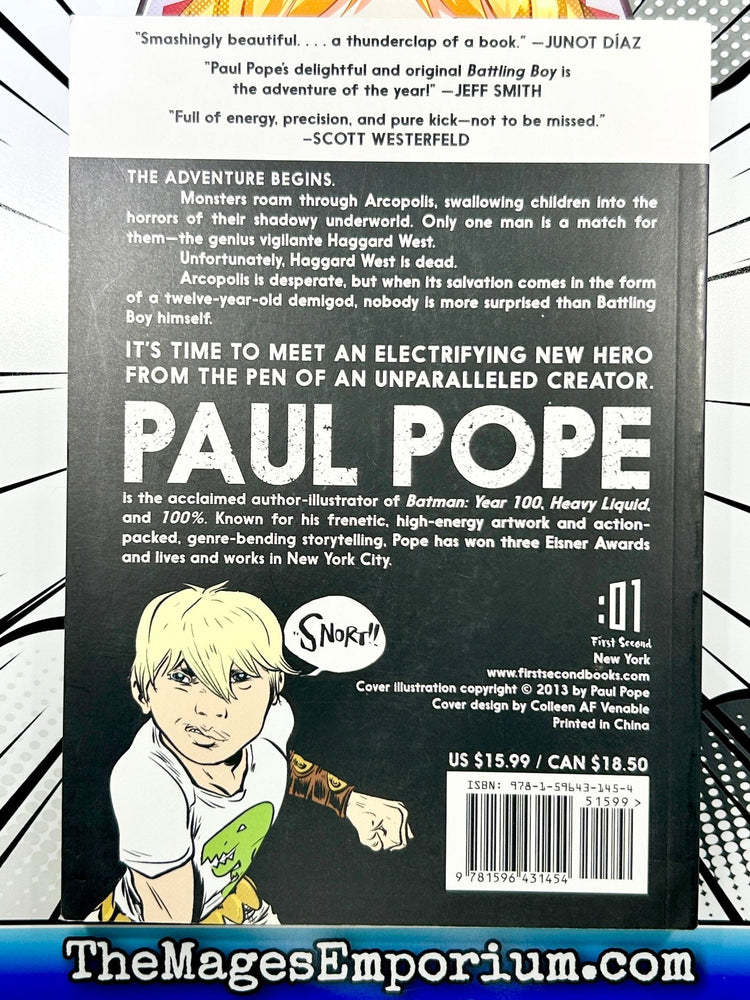 "Smashingly beautiful. . . . a thunderclap of a book." —JUNOT DÍAZ
"Paul Pope's delightful and original Battling Boy is
the adventure of the year!" —JEFF SMITH
"Full of energy, precision, and pure kick—not to be missed."
—SCOTT WESTERFELD
THE ADVENTURE BEGINS.
Monsters roam through Arcopolis, swallowing children into the
horrors of their shadowy underworld. Only one man is a match for
them—the genius vigilante Haggard West.
Unfortunately, Haggard West is dead.
Arcopolis is desperate, but when its salvation comes in the form
of a twelve-year-old demigod, nobody is more surprised than Battling
Boy himself.
IT'S TIME TO MEET AN ELECTRIFYING NEW HERO
FROM THE PEN OF AN UNPARALLELED CREATOR.
PAUL POPE
is the acclaimed author-illustrator of Batman: Year 100, Heavy Liquid,
and 100%. Known for his frenetic, high-energy artwork and action-
packed, genre-bending storytelling, Pope has won three Eisner Awards
and lives and works in New York City.
"SNORT!!
:01
First Second
New York
www.firstsecondbooks.com
Cover illustration copyright © 2013 by Paul Pope
Cover design by Colleen AF Venable
Printed in China
US $15.99 / CAN $18.50
ISBN: 978-1-59643-145-4
51599 >
9 781596 431454
TheMagesEmporium.com